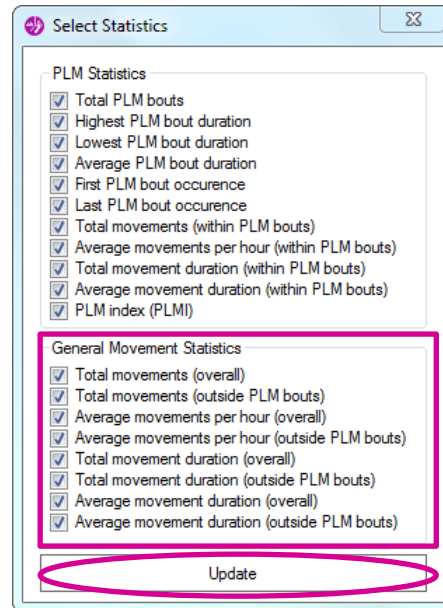 Select Statistics
PLM Statistics
Total PLM bouts
Highest PLM bout duration
Lowest PLM bout duration
Average PLM bout duration
First PLM bout occurence
Last PLM bout occurence
Total movements (within PLM bouts)
Average movements per hour (within PLM bouts)
Total movement duration (within PLM bouts)
Average movement duration (within PLM bouts)
PLM index (PLMI)
General Movement Statistics
Total movements (overall)
Total movements (outside PLM bouts)
Average movements per hour (overall)
Average movements per hour (outside PLM bouts)
Total movement duration (overall)
Total movement duration (outside PLM bouts)
Average movement duration (overall)
Average movement duration (outside PLM bouts)
Update